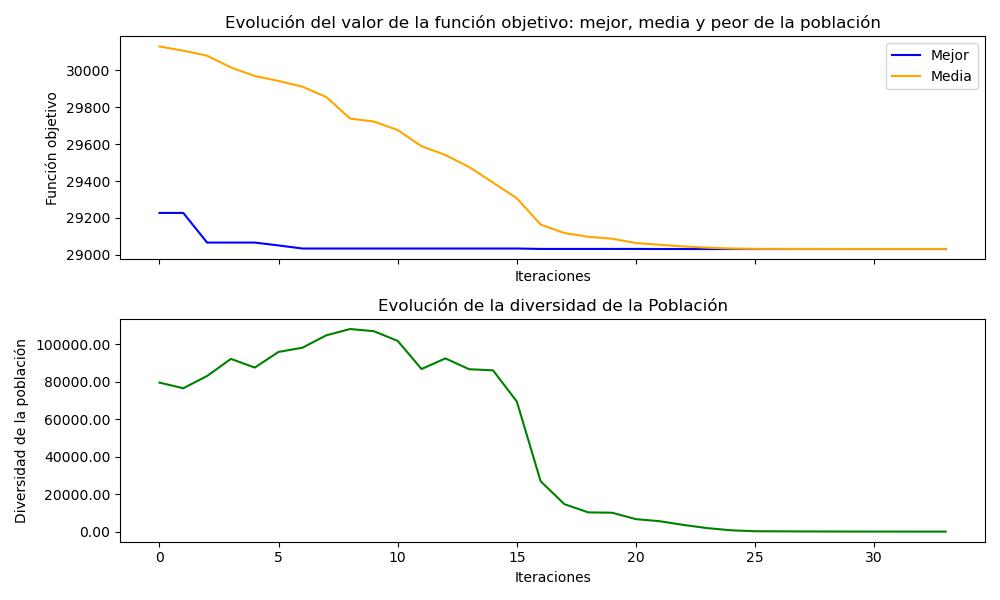 Evolución del valor de la función objetivo: mejor, media y peor de la población
Función objetivo
30000
29800
29600
29400
29200
29000
Mejor
Media
Iteraciones
Evolución de la diversidad de la Población
Diversidad de la población
100000.00
80000.00
60000.00
40000.00
20000.00
0.00
0 5 10 15 20 25 30
Iteraciones